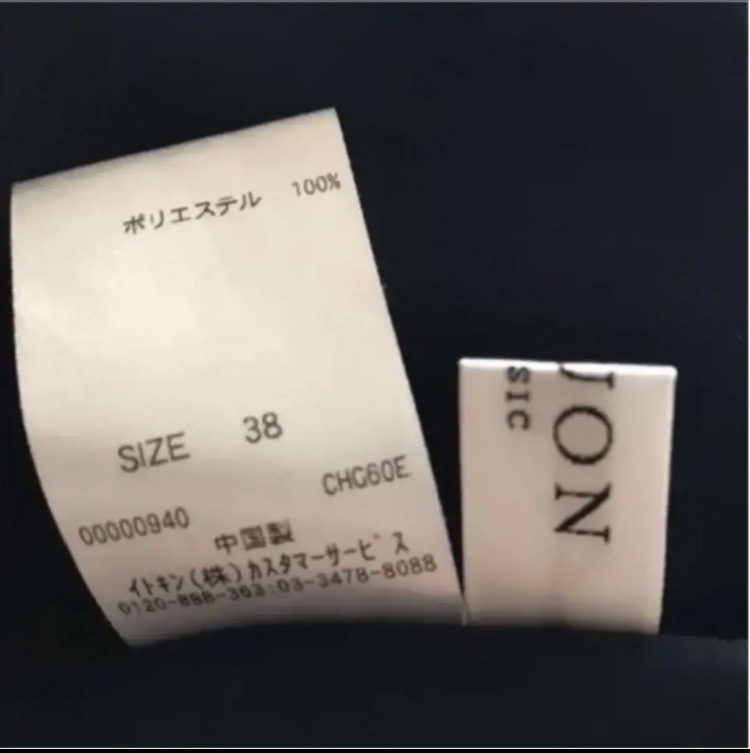 ポリエステル 100%
SIZE 38
CHG60E
00000940
中国製
イトキン(株)カスタマーサービス
0120-888-363:03-3478-8088
JON
SIC